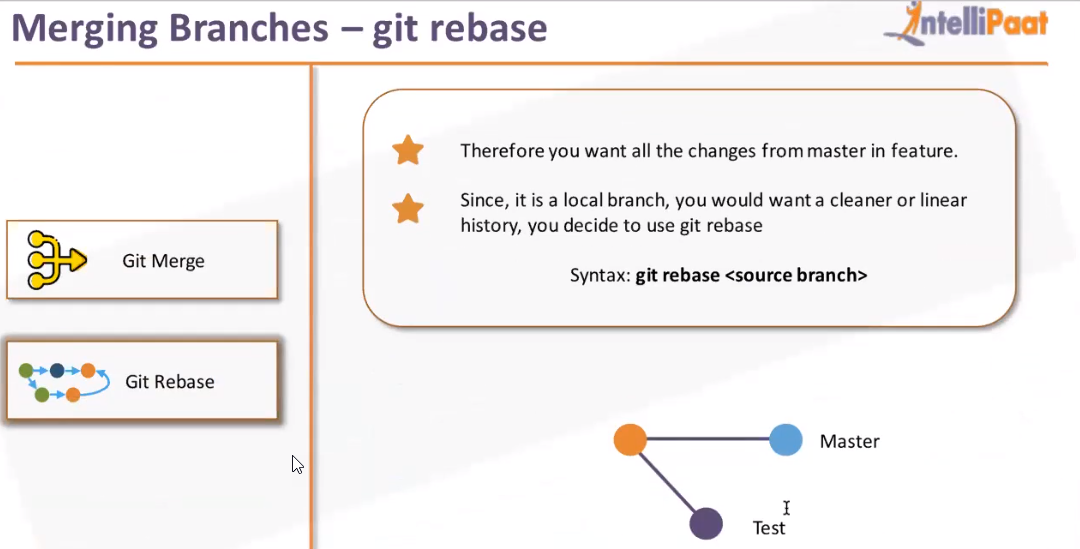 Merging Branches – git rebase
IntelliPaat
Therefore you want all the changes from master in feature.
Since, it is a local branch, you would want a cleaner or linear
history, you decide to use git rebase
Syntax: git rebase <source branch>
Git Merge
Git Rebase
Master
Test